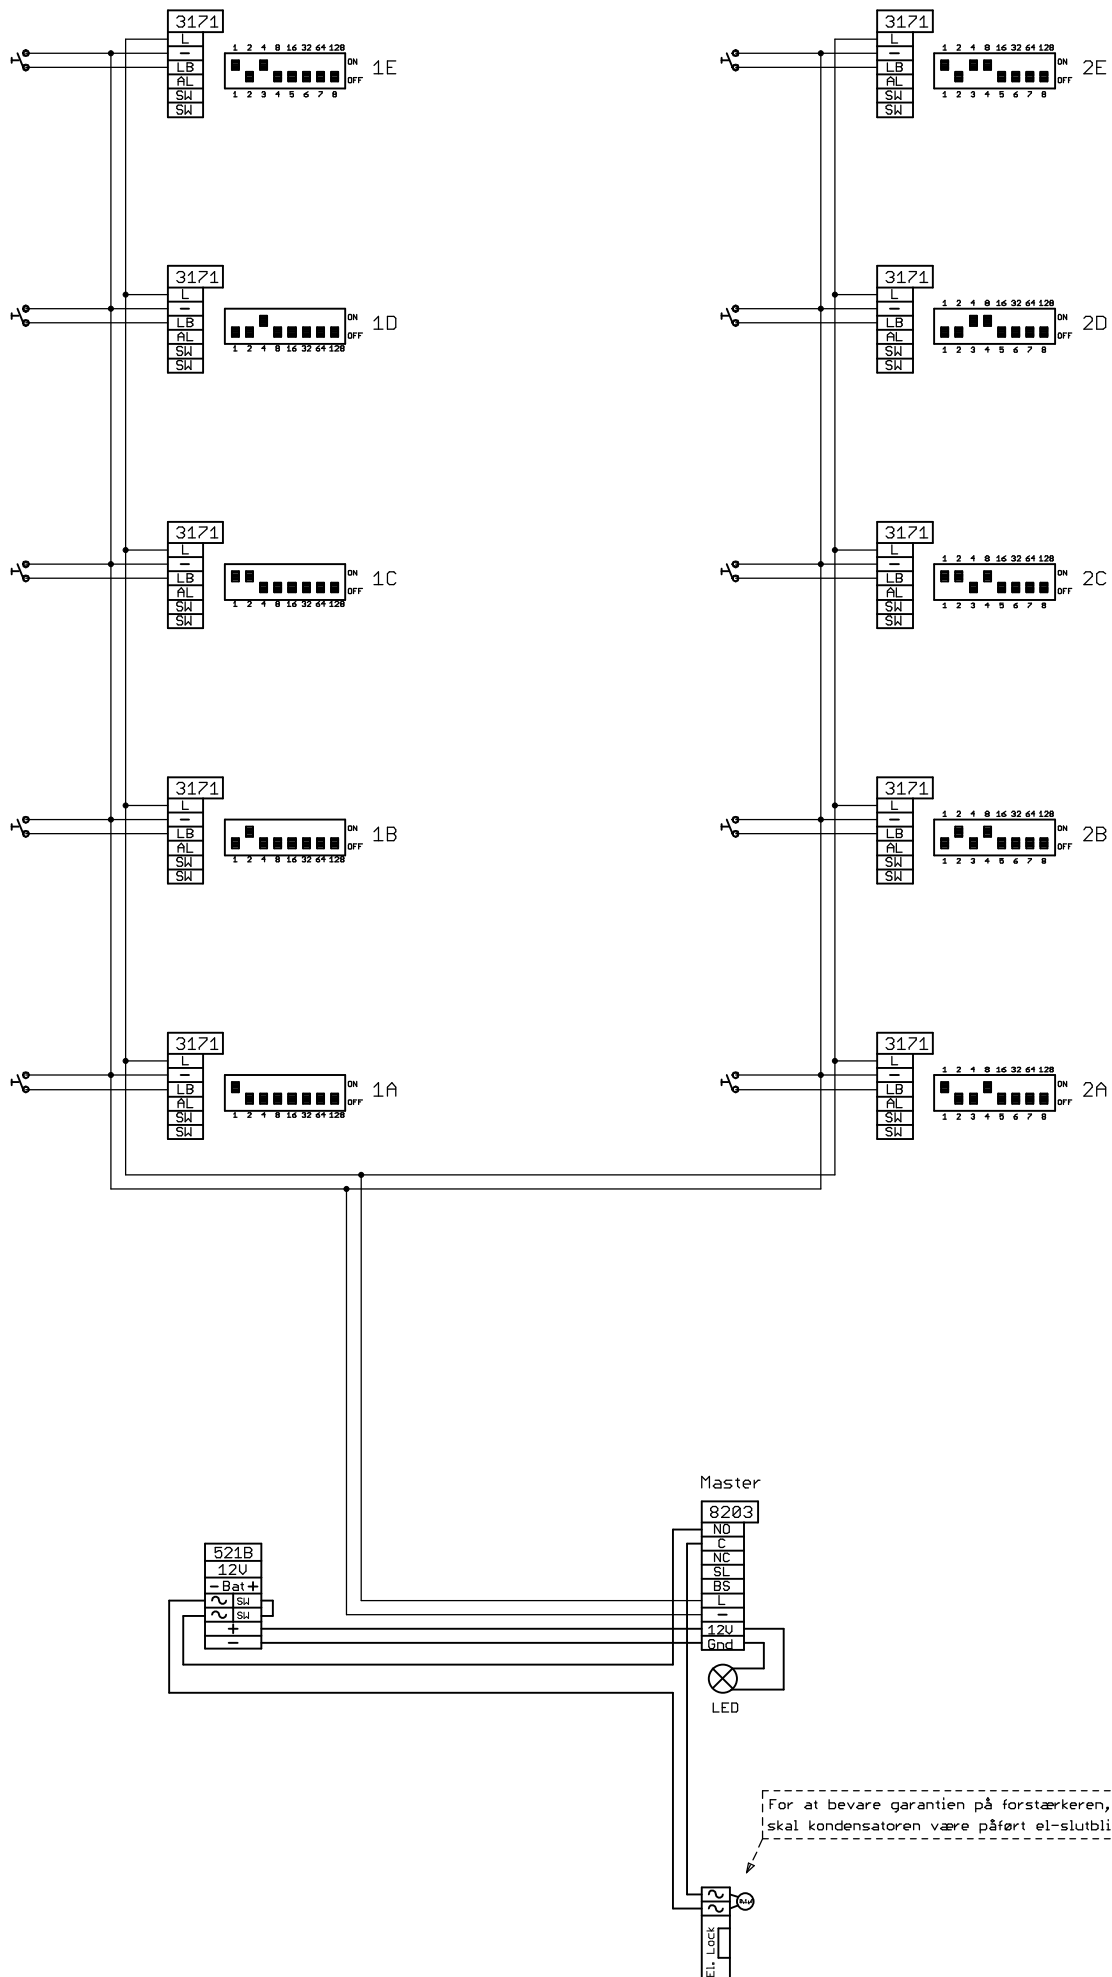 3171
L
−
LB
AL
SW
SW
1 2 4 8 16 32 64 128
ON
OFF
1 2 3 4 5 6 7 8
1E
3171
L
−
LB
AL
SW
SW
1 2 4 8 16 32 64 128
ON
OFF
1 2 3 4 5 6 7 8
2E
3171
L
−
LB
AL
SW
SW
ON
OFF
1 2 4 8 16 32 64 128
1D
3171
L
−
LB
AL
SW
SW
1 2 4 8 16 32 64 128
ON
OFF
1 2 3 4 5 6 7 8
2D
3171
L
−
LB
AL
SW
SW
ON
OFF
1 2 4 8 16 32 64 128
1C
3171
L
−
LB
AL
SW
SW
1 2 4 8 16 32 64 128
ON
OFF
1 2 3 4 5 6 7 8
2C
3171
L
−
LB
AL
SW
SW
ON
OFF
1 2 4 8 16 32 64 128
1B
3171
L
−
LB
AL
SW
SW
1 2 4 8 16 32 64 128
ON
OFF
1 2 3 4 5 6 7 8
2B
3171
L
−
LB
AL
SW
SW
ON
OFF
1 2 4 8 16 32 64 128
1A
3171
L
−
LB
AL
SW
SW
1 2 4 8 16 32 64 128
ON
OFF
1 2 3 4 5 6 7 8
2A
Master
8203
NO
C
NC
SL
BS
L
−
12V
Gnd
LED
521B
12V
−Bat+
∿ SW
∿ SW
+
−
For at bevare garantien på forstærkeren,
skal kondensatoren være påført el-slutbli
∿
∿
El. Lock